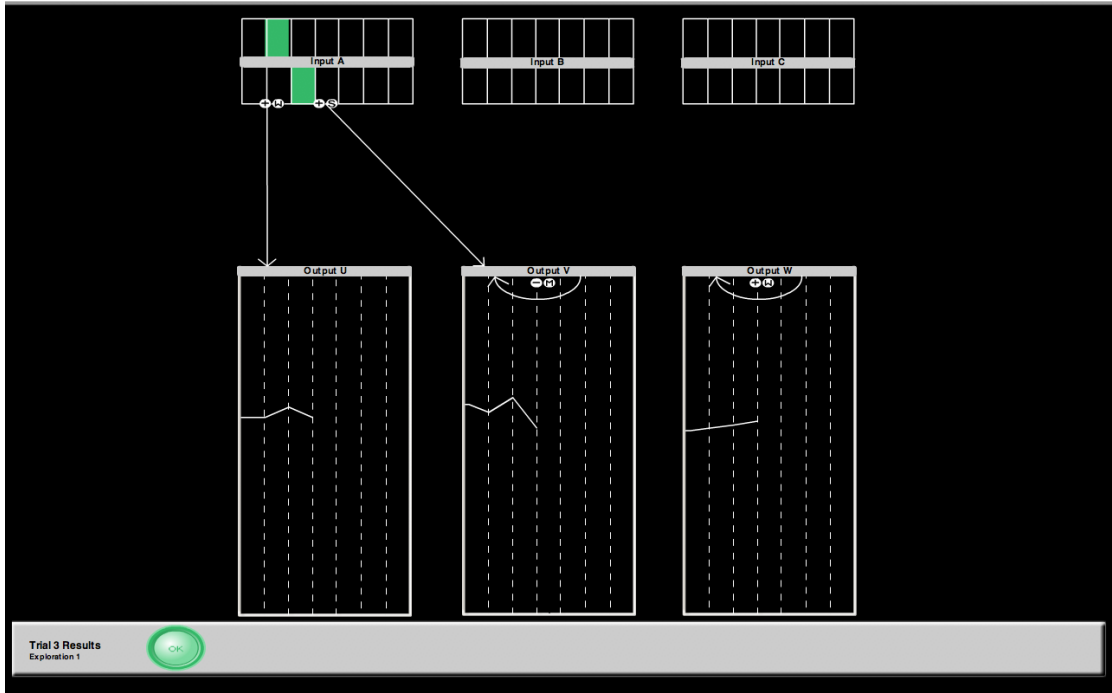 Input A
Input B
Input C
+ W
+ S
Output U
Output V
Output W
− M
+ W
Trial 3 Results
OK
Exploration 1